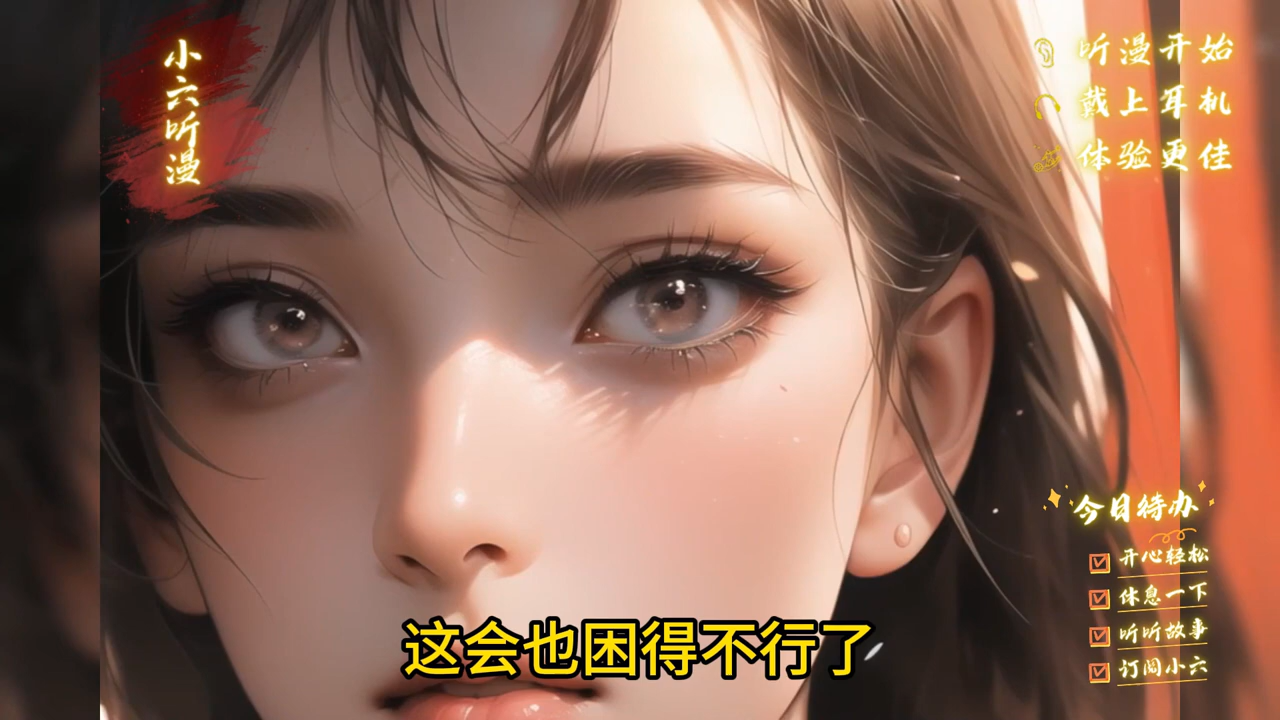 小六听漫
听漫开始
戴上耳机
体验更佳
今日待办
开心轻松
休息一下
听听故事
订阅小六
这会也困得不行了